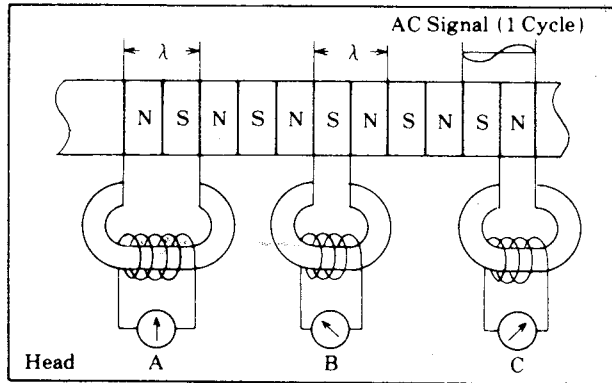 AC Signal (1 Cycle)
λ λ
N S N S N S N S S N
Head A B C